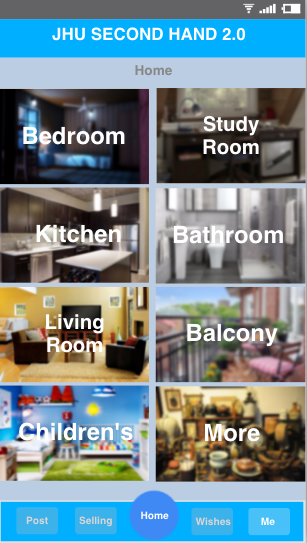 JHU SECOND HAND 2.0
Home
Bedroom
Study
Room
Kitchen
Bathroom
Living
Room
Balcony
Children's
More
Post
Selling
Home
Wishes
Me